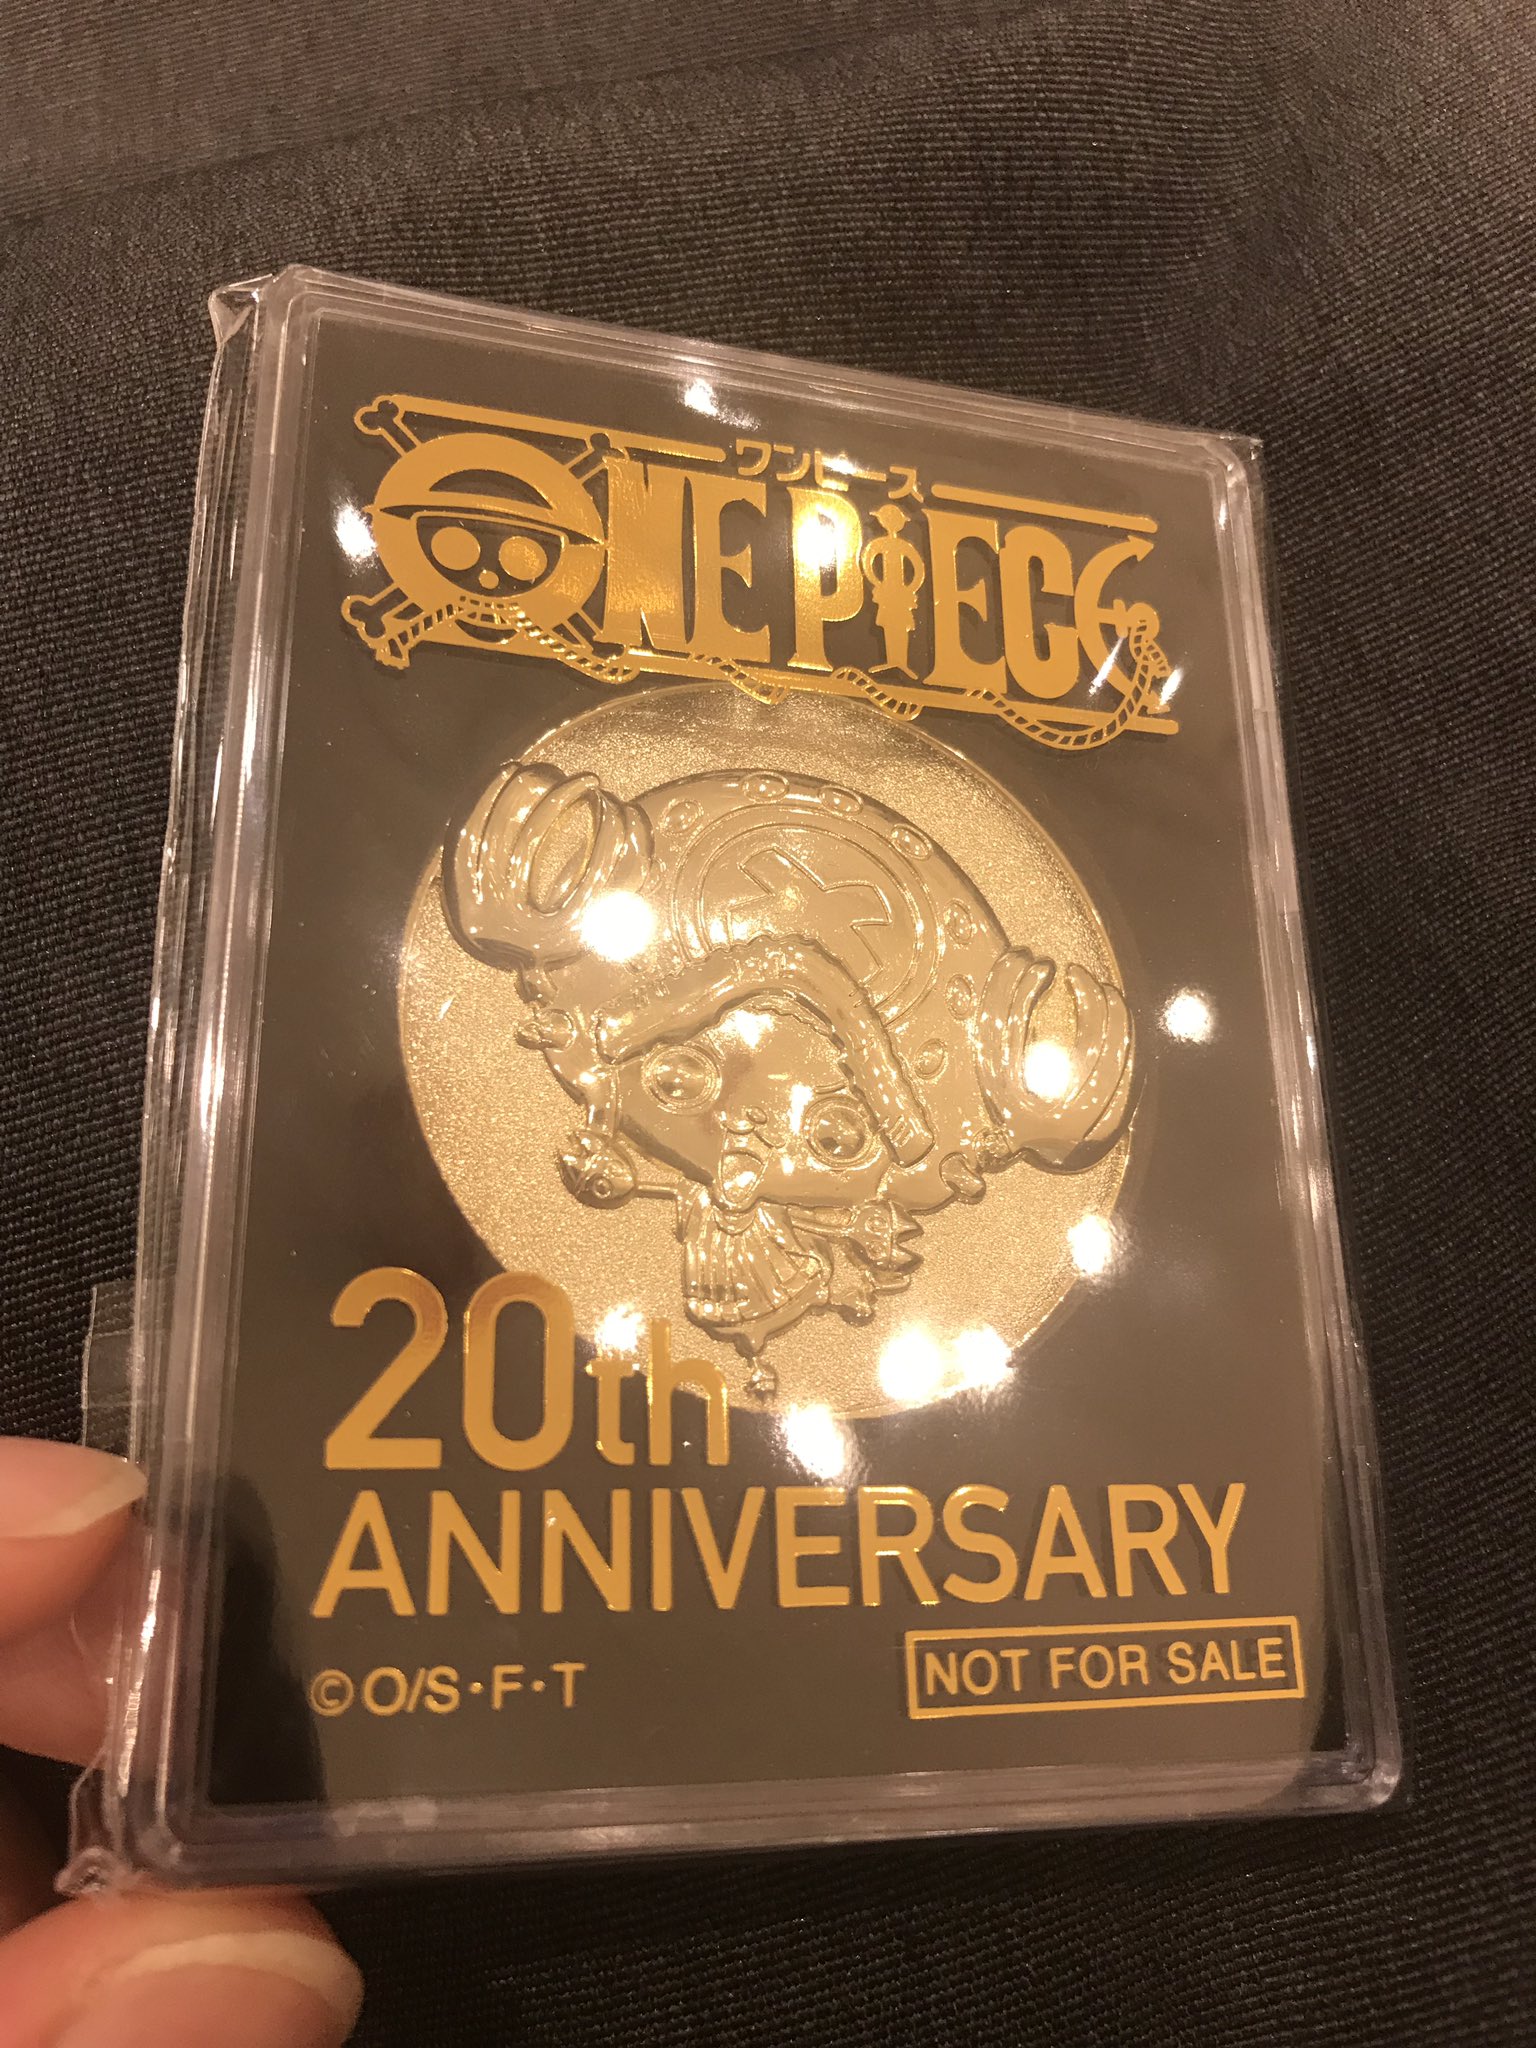 ワンピース
ONE PIECE
20th
ANNIVERSARY
NOT FOR SALE
©O/S・F・T